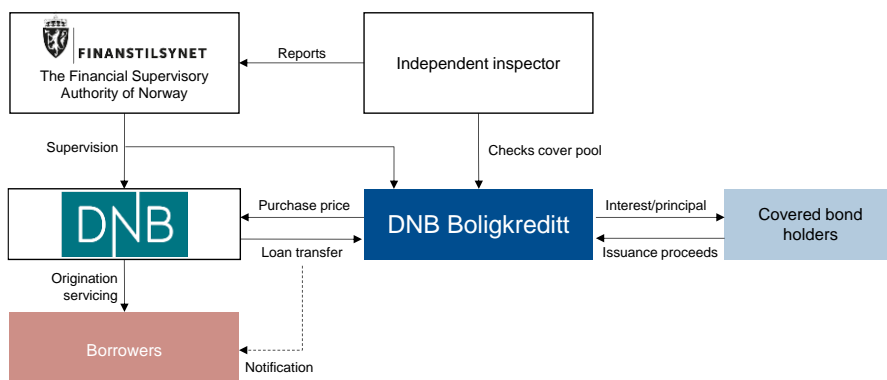 FINANSTILSYNET
The Financial Supervisory
Authority of Norway
Reports
Independent inspector
Supervision
Checks cover pool
DNB
Purchase price
Loan transfer
DNB Boligkreditt
Interest/principal
Issuance proceeds
Covered bond
holders
Origination
servicing
Borrowers
Notification